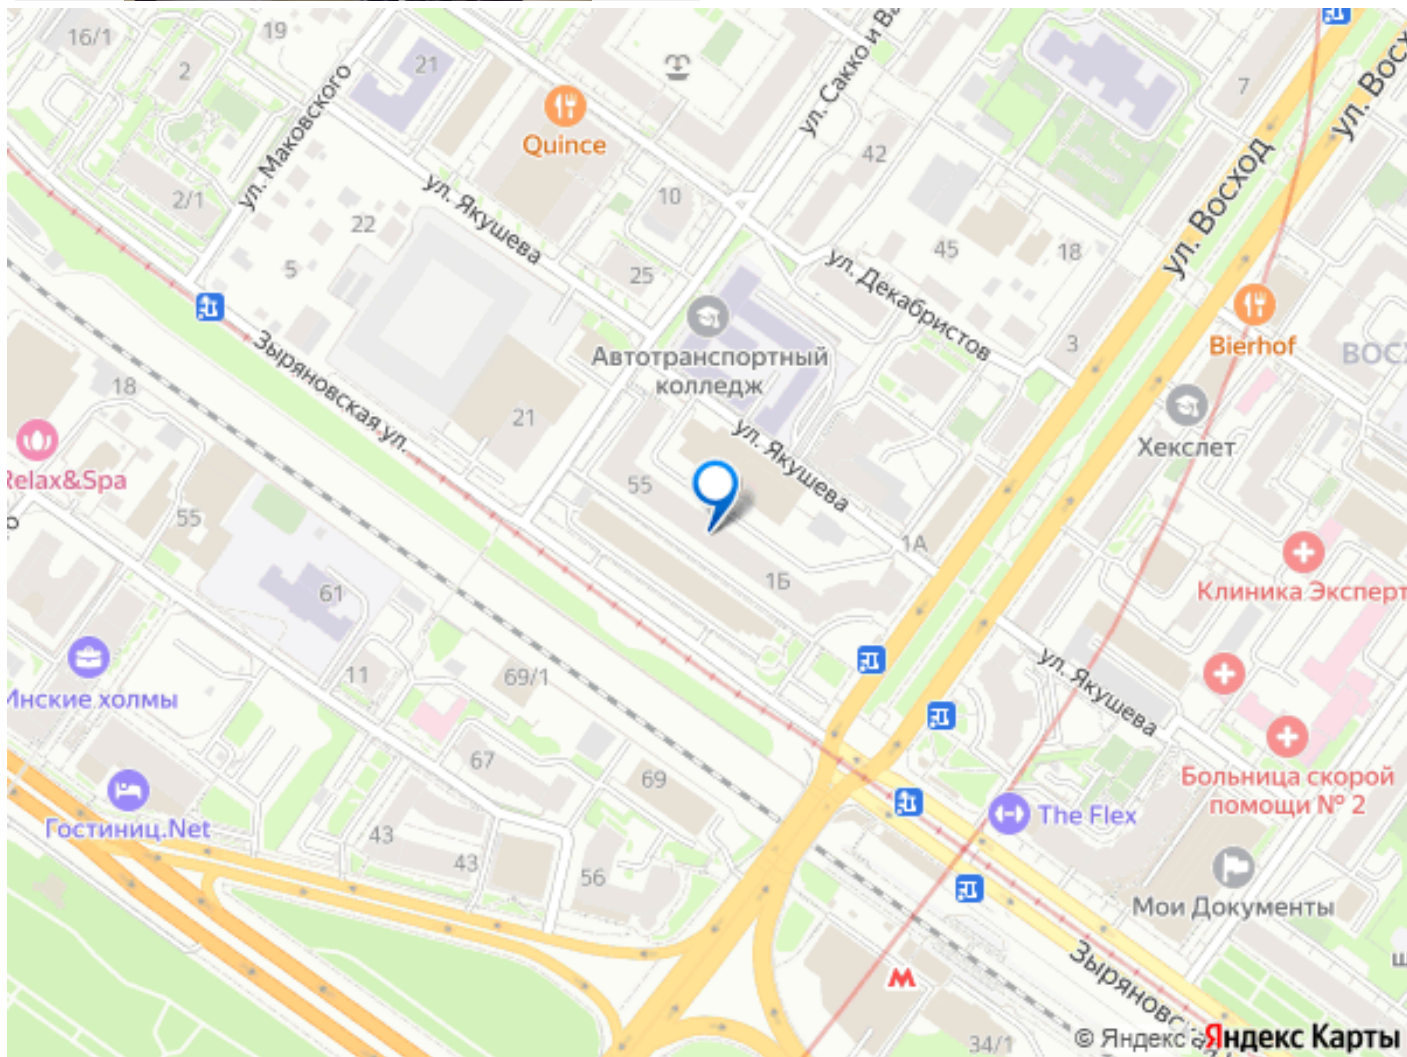 16/1
19
2
21
7
ул. Маковского
Quince
ул. Сакко и Ва
ул. Восх
42
2/1
22
ул. Якушева
10
ул. Восход
5
25
45
18
ул. Декабристов
Bierhof
Зыряновская ул.
Автотранспортный
колледж
3
ВОС
18
21
Хекслет
Relax&Spa
ул. Якушева
55
55
1А
1Б
Клиника Эксперт
61
11
69/1
Инские холмы
ул. Якушева
67
69
Больница скорой
помощи № 2
Гостиниц.Net
The Flex
43
43
56
Мои Документы
Зыряновс
34/1
© Яндекс
Яндекс Карты